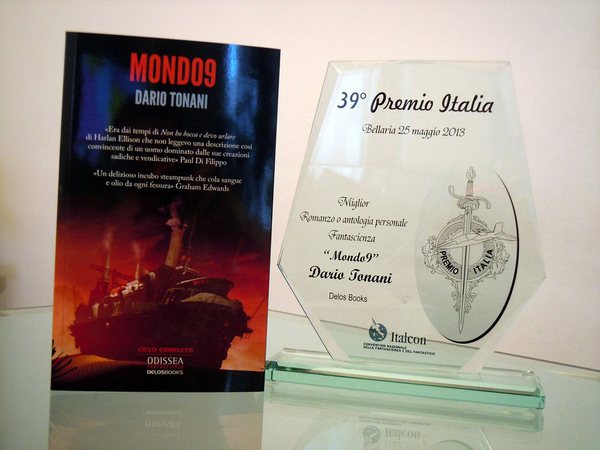 MONDO9
DARIO TONANI
«Era dai tempi di Non ho bocca e devo urlare
di Harlan Ellison che non leggevo una descrizione così
convincente di un uomo dominato dalle sue creazioni
sadiche e vendicative» Paul Di Filippo
«Un delizioso incubo steampunk che cola sangue
e olio da ogni fessura» Graham Edwards
CICLO COMPLETO
ODISSEA
DELOSBOOKS
39° Premio Italia
Bellaria 25 maggio 2013
Miglior
Romanzo o antologia personale
Fantascienza
"Mondo9"
Dario Tonani
Delos Books
PREMIO ITALIA
Italcon
CONVENTION NAZIONALE
DELLA FANTASCIENZA E DEL FANTASTICO